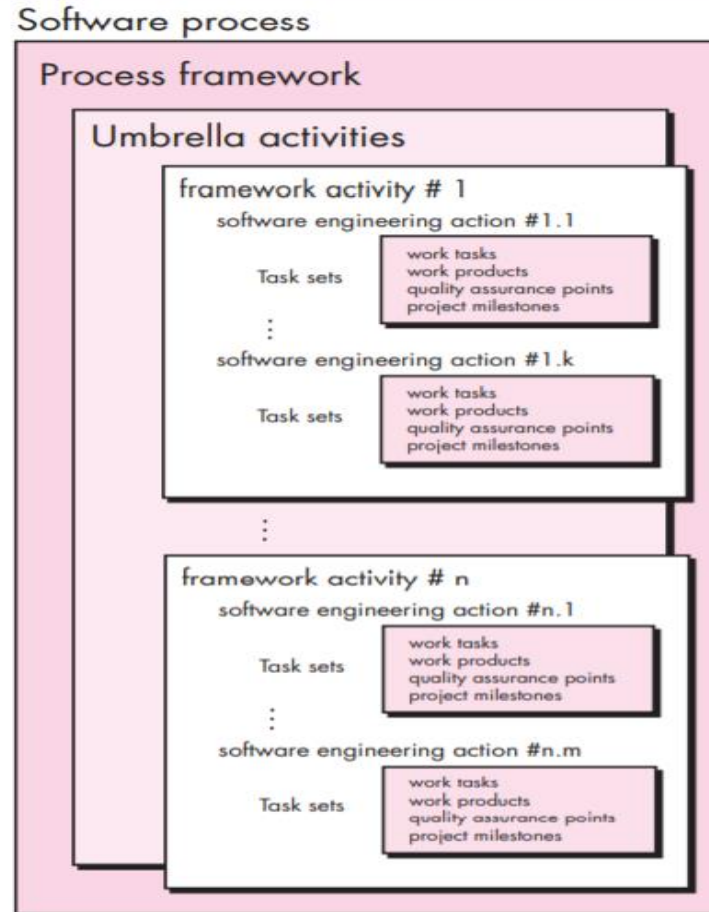 Software process
Process framework
Umbrella activities
framework activity # 1
software engineering action #1.1
Task sets
work tasks
work products
quality assurance points
project milestones
software engineering action #1.k
Task sets
work tasks
work products
quality assurance points
project milestones
framework activity # n
software engineering action #n.1
Task sets
work tasks
work products
quality assurance points
project milestones
software engineering action #n.m
Task sets
work tasks
work products
quality assurance points
project milestones